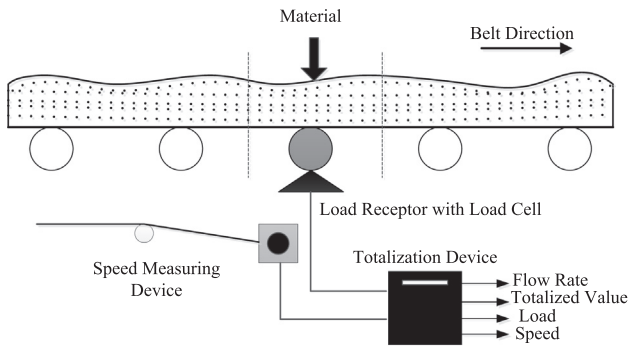 Material
Belt Direction
Load Receptor with Load Cell
Speed Measuring
Device
Totalization Device
Flow Rate
Totalized Value
Load
Speed